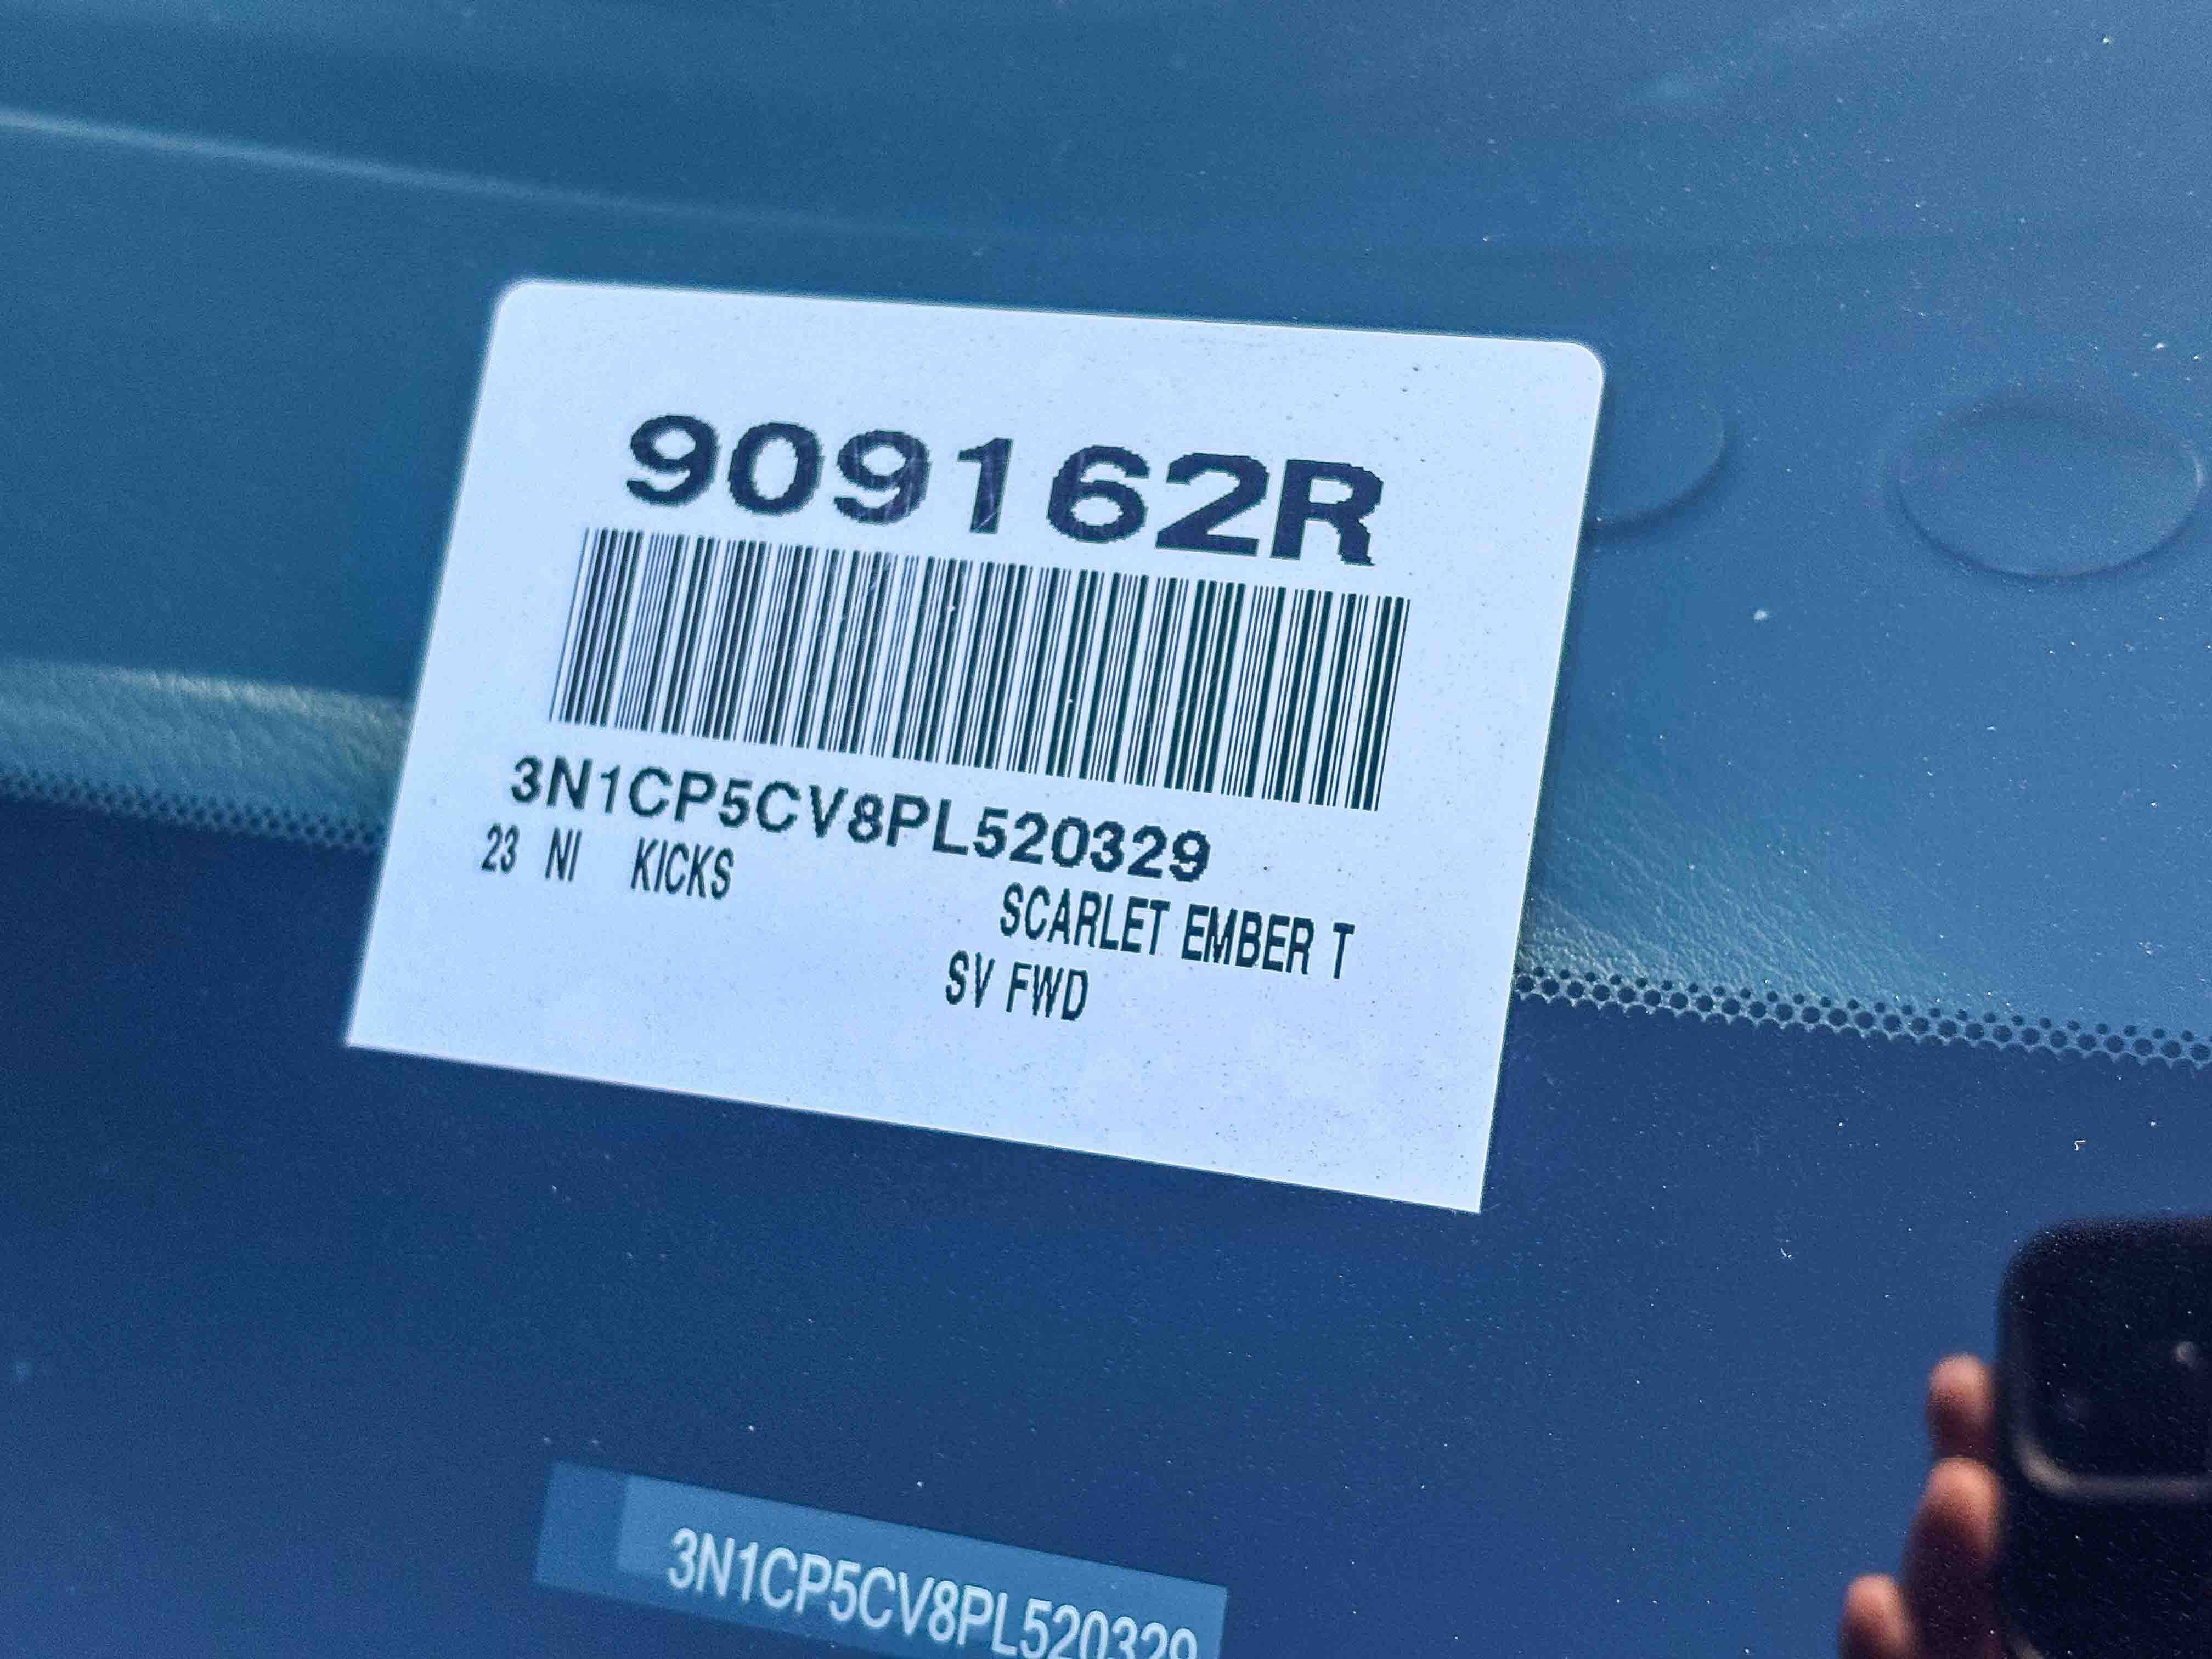 909162R
3N1CP5CV8PL520329
23 NI KICKS
SCARLET EMBER T
SV FWD
3N1CP5CV8PL520329